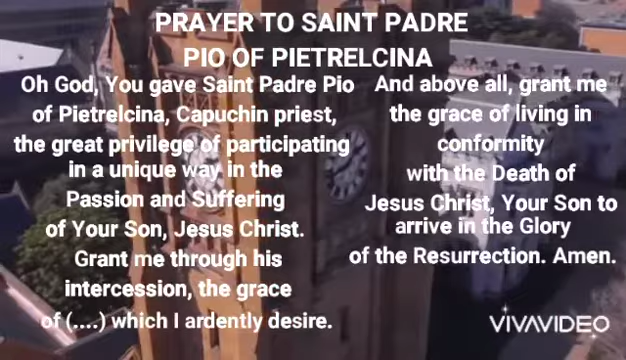 PRAYER TO SAINT PADRE
PIO OF PIETRELCINA
Oh God, You gave Saint Padre Pio
of Pietrelcina, Capuchin priest,
the great privilege of participating
in a unique way in the
Passion and Suffering
of Your Son, Jesus Christ.
Grant me through his
intercession, the grace
of (....) which I ardently desire.
And above all, grant me
the grace of living in
conformity
with the Death of
Jesus Christ, Your Son to
arrive in the Glory
of the Resurrection. Amen.
VIVAVIDEO